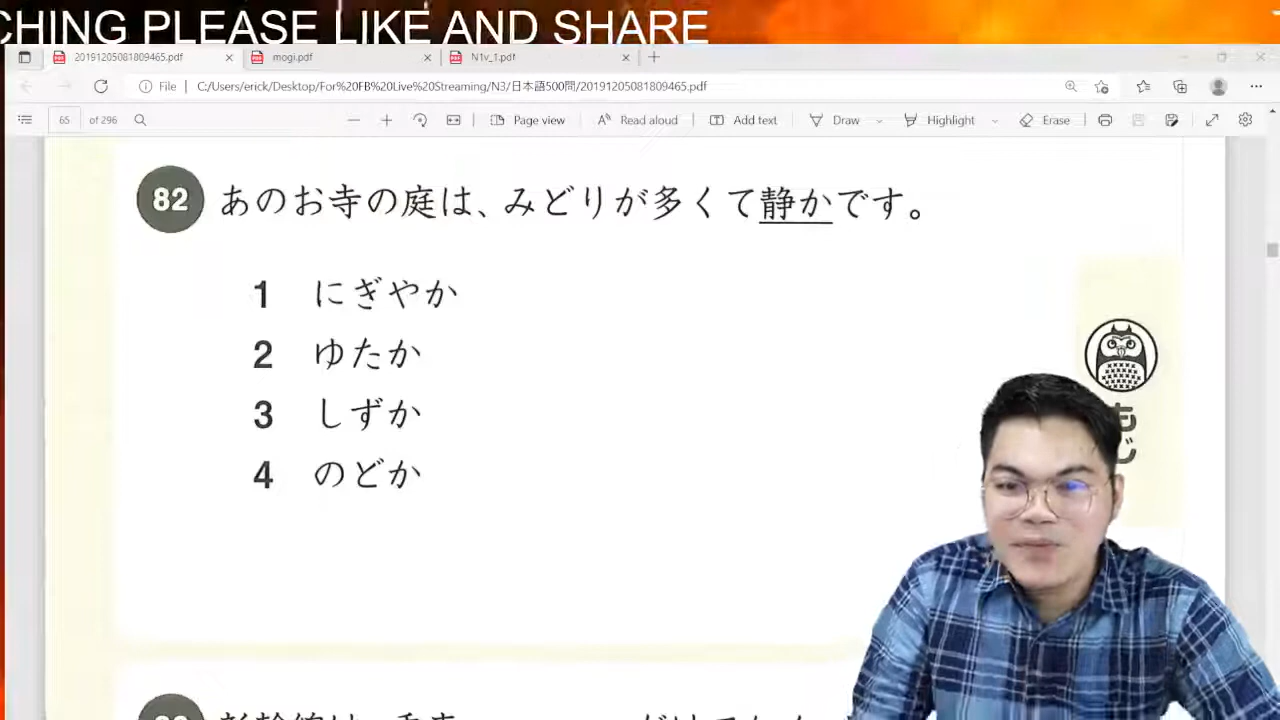 CHING PLEASE LIKE AND SHARE
20191205081809465.pdf
mogi.pdf
N1v_1.pdf
File
C:/Users/erick/Desktop/For%20FB%20Live%20Streaming/N3/日本語500問/20191205081809465.pdf
65 of 296
Page view
Read aloud
Add text
Draw
Highlight
Erase
82 あのお寺の庭は、みどりが多くて静かです。
1 にぎやか
2 ゆたか
3 しずか
4 のどか
もじ